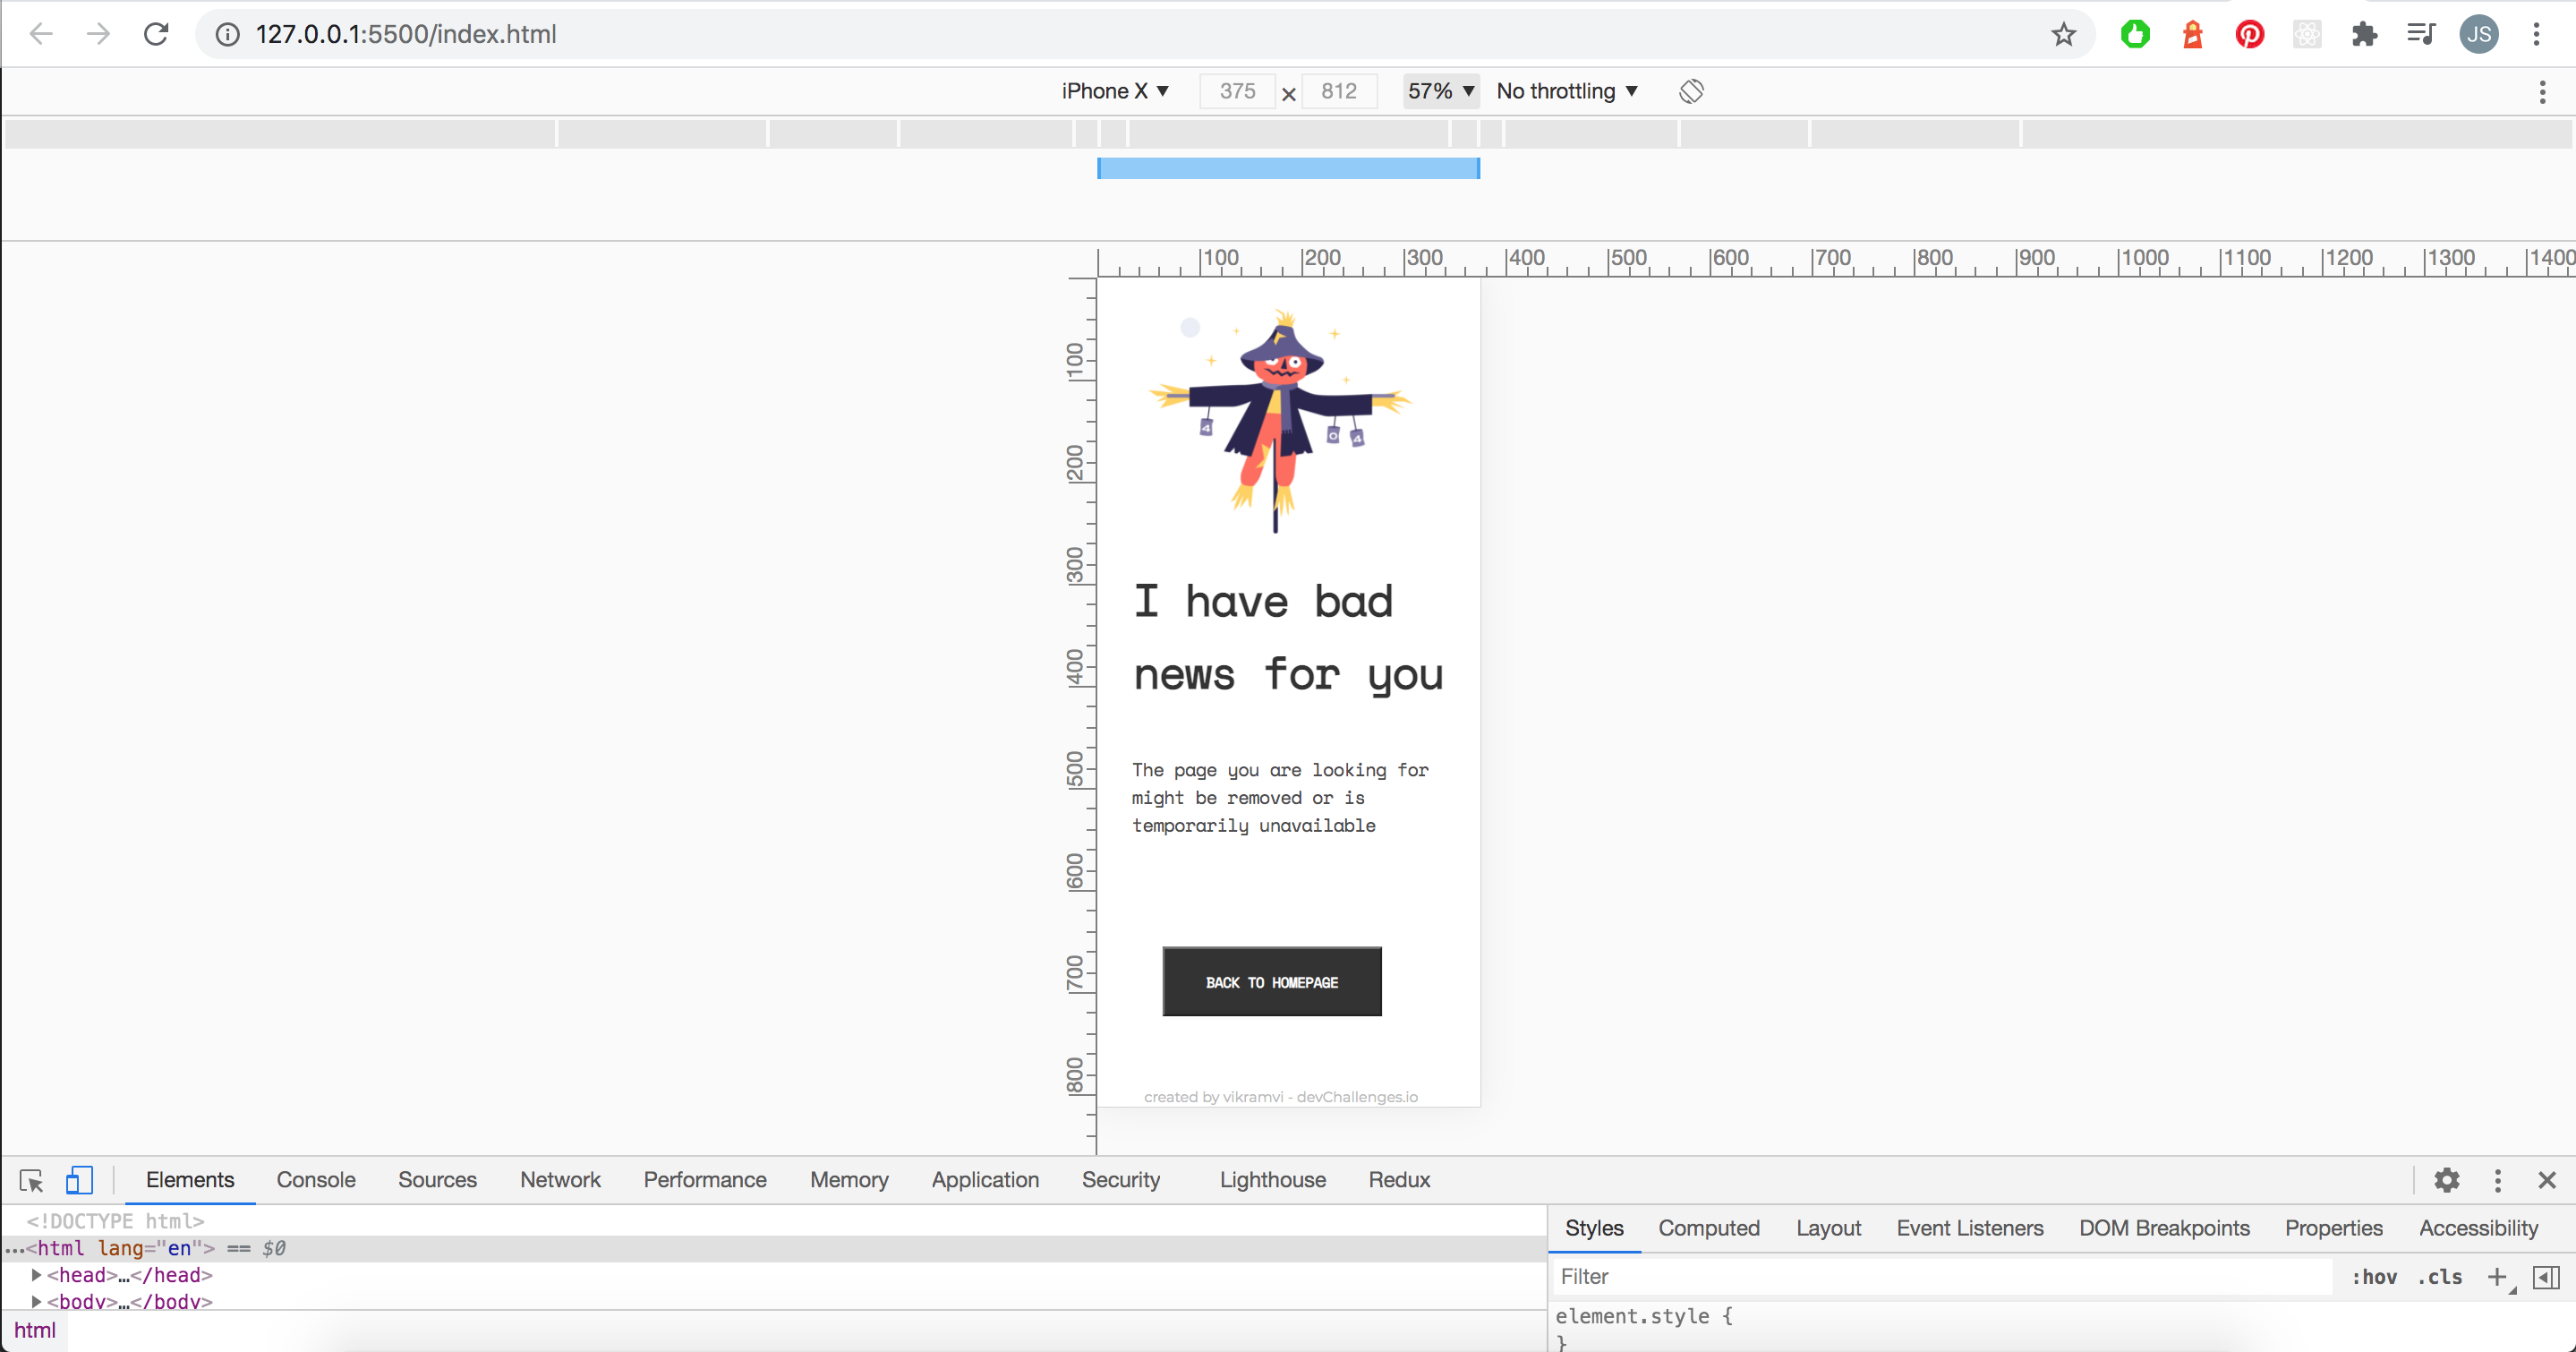 127.0.0.1:5500/index.html
JS
iPhone X ▼ 375 × 812 57% ▼ No throttling ▼
100 200 300 400 500 600 700 800 900 1000 1100 1200 1300 1400
100
200
300
400
500
600
700
800
4 0 4
I have bad
news for you
The page you are looking for
might be removed or is
temporarily unavailable
BACK TO HOMEPAGE
created by vikramvi - devChallenges.io
Elements Console Sources Network Performance Memory Application Security Lighthouse Redux
<!DOCTYPE html>
…<html lang="en"> == $0
▶<head>…</head>
▶<body>…</body>
html
Styles Computed Layout Event Listeners DOM Breakpoints Properties Accessibility
Filter :hov .cls +
element.style {
}